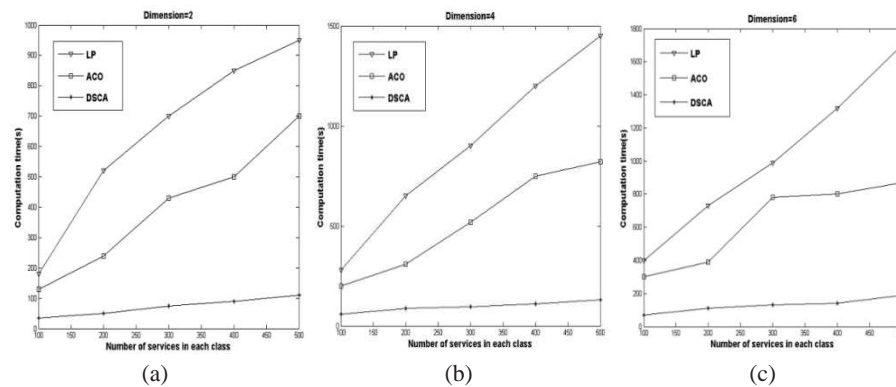 Dimension=2
1000
900
800
700
600
500
400
300
200
100
0
LP
ACO
DSCA
Computation time(s)
100 150 200 250 300 350 400 450 500
Number of services in each class
(a)
Dimension=4
1500
1000
500
0
LP
ACO
DSCA
Computation time(s)
100 150 200 250 300 350 400 450 500
Number of services in each class
(b)
Dimension=6
1800
1600
1400
1200
1000
800
600
400
200
0
LP
ACO
DSCA
Computation time(s)
100 150 200 250 300 350 400 450
Number of services in each class
(c)